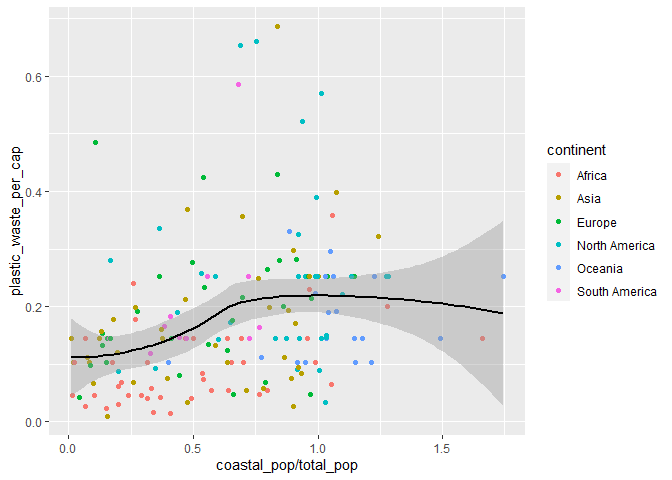 plastic_waste_per_cap
0.6
0.4
0.2
0.0
0.0 0.5 1.0 1.5
coastal_pop/total_pop
continent
Africa
Asia
Europe
North America
Oceania
South America